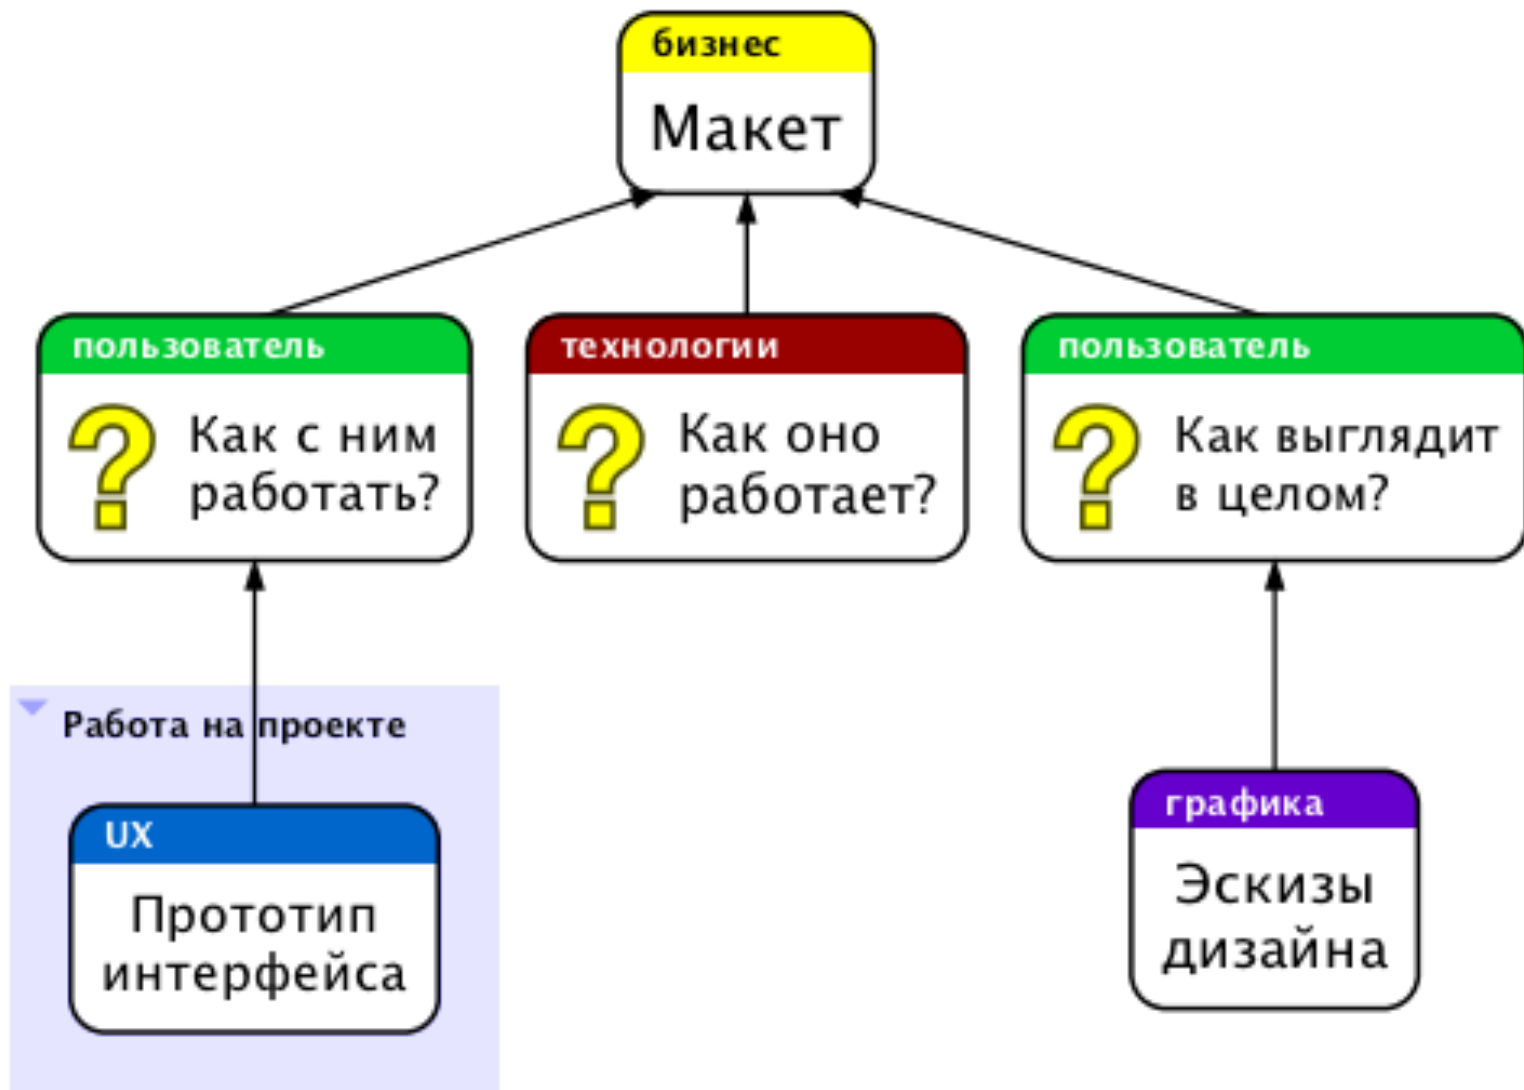 бизнес
Макет
пользователь
? Как с ним
работать?
технологии
? Как оно
работает?
пользователь
? Как выглядит
в целом?
Работа на проекте
UX
Прототип
интерфейса
графика
Эскизы
дизайна